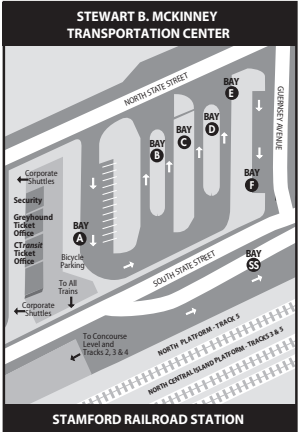 STEWART B. MCKINNEY
TRANSPORTATION CENTER
NORTH STATE STREET
GUERNSEY AVENUE
BAY
E
BAY
D
BAY
C
BAY
B
BAY
F
Corporate
Shuttles
Security
Greyhound
Ticket
Office
CTransit
Ticket
Office
BAY
A
Bicycle
Parking
To All
Trains
SOUTH STATE STREET
BAY
SS
Corporate
Shuttles
To Concourse
Level and
Tracks 2, 3 & 4
NORTH PLATFORM - TRACK 5
NORTH CENTRAL ISLAND PLATFORM - TRACKS 3 & 5
STAMFORD RAILROAD STATION